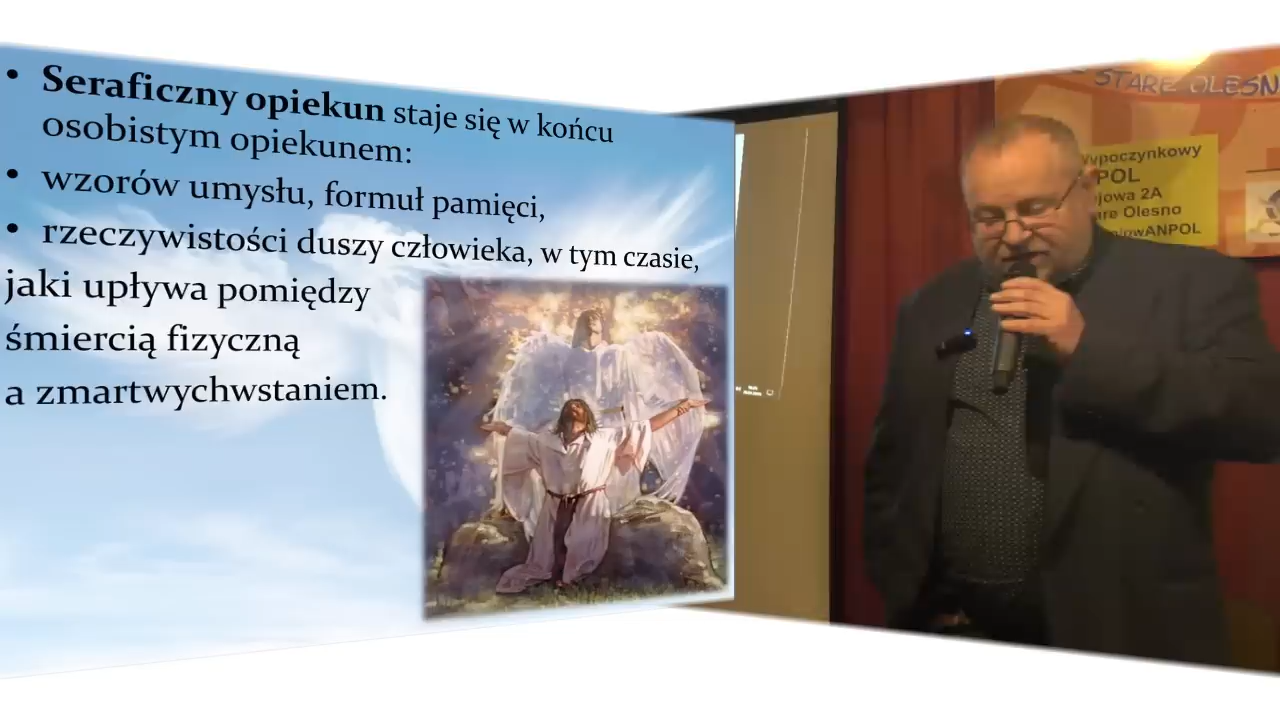 • Seraficzny opiekun staje się w końcu
osobistym opiekunem:
• wzorów umysłu, formuł pamięci,
• rzeczywistości duszy człowieka, w tym czasie,
jaki upływa pomiędzy
śmiercią fizyczną
a zmartwychwstaniem.
STARE OLESN
Wypoczynkowy
POL
jowa 2A
re Olesno
wANPOL